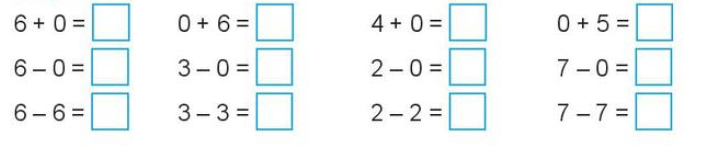 6 + 0 = 0 + 6 = 4 + 0 = 0 + 5 =
6 – 0 = 3 – 0 = 2 – 0 = 7 – 0 =
6 – 6 = 3 – 3 = 2 – 2 = 7 – 7 =